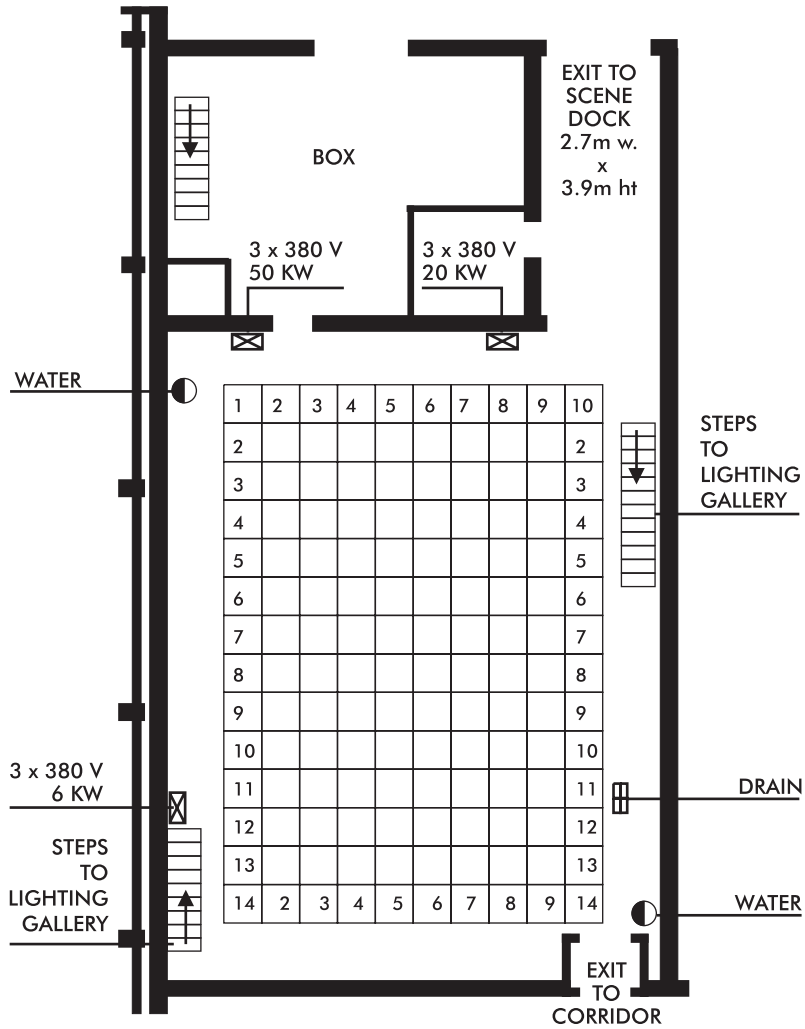 EXIT TO
SCENE
DOCK
2.7m w.
x
3.9m ht
BOX
3 x 380 V
50 KW
3 x 380 V
20 KW
WATER
1 2 3 4 5 6 7 8 9 10
2 2
3 3
4 4
5 5
6 6
7 7
8 8
9 9
10 10
11 11
12 12
13 13
14 2 3 4 5 6 7 8 9 14
STEPS
TO
LIGHTING
GALLERY
3 x 380 V
6 KW
DRAIN
STEPS
TO
LIGHTING
GALLERY
WATER
EXIT
TO
CORRIDOR